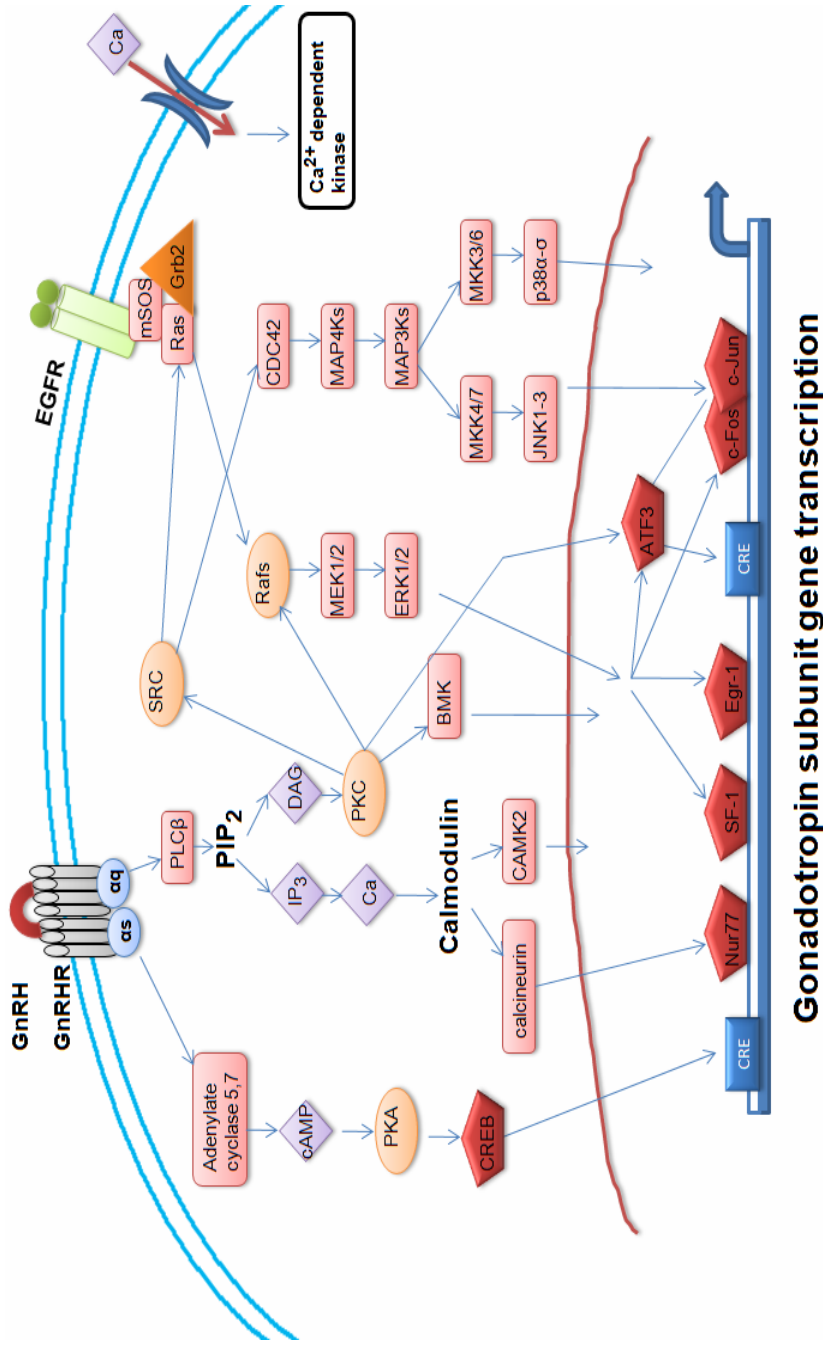 GnRH
GnRHR
αs
αq
EGFR
mSOS
Grb2
Ras
Ca
Ca²⁺ dependent
kinase
Adenylate
cyclase 5,7
cAMP
PKA
CREB
PLCβ
PIP₂
IP₃
DAG
Ca
PKC
Calmodulin
calcineurin
CAMK2
BMK
SRC
Rafs
MEK1/2
ERK1/2
CDC42
MAP4Ks
MAP3Ks
MKK4/7
MKK3/6
JNK1-3
p38α-σ
ATF3
CRE
Nur77
SF-1
Egr-1
CRE
c-Fos
c-Jun
Gonadotropin subunit gene transcription